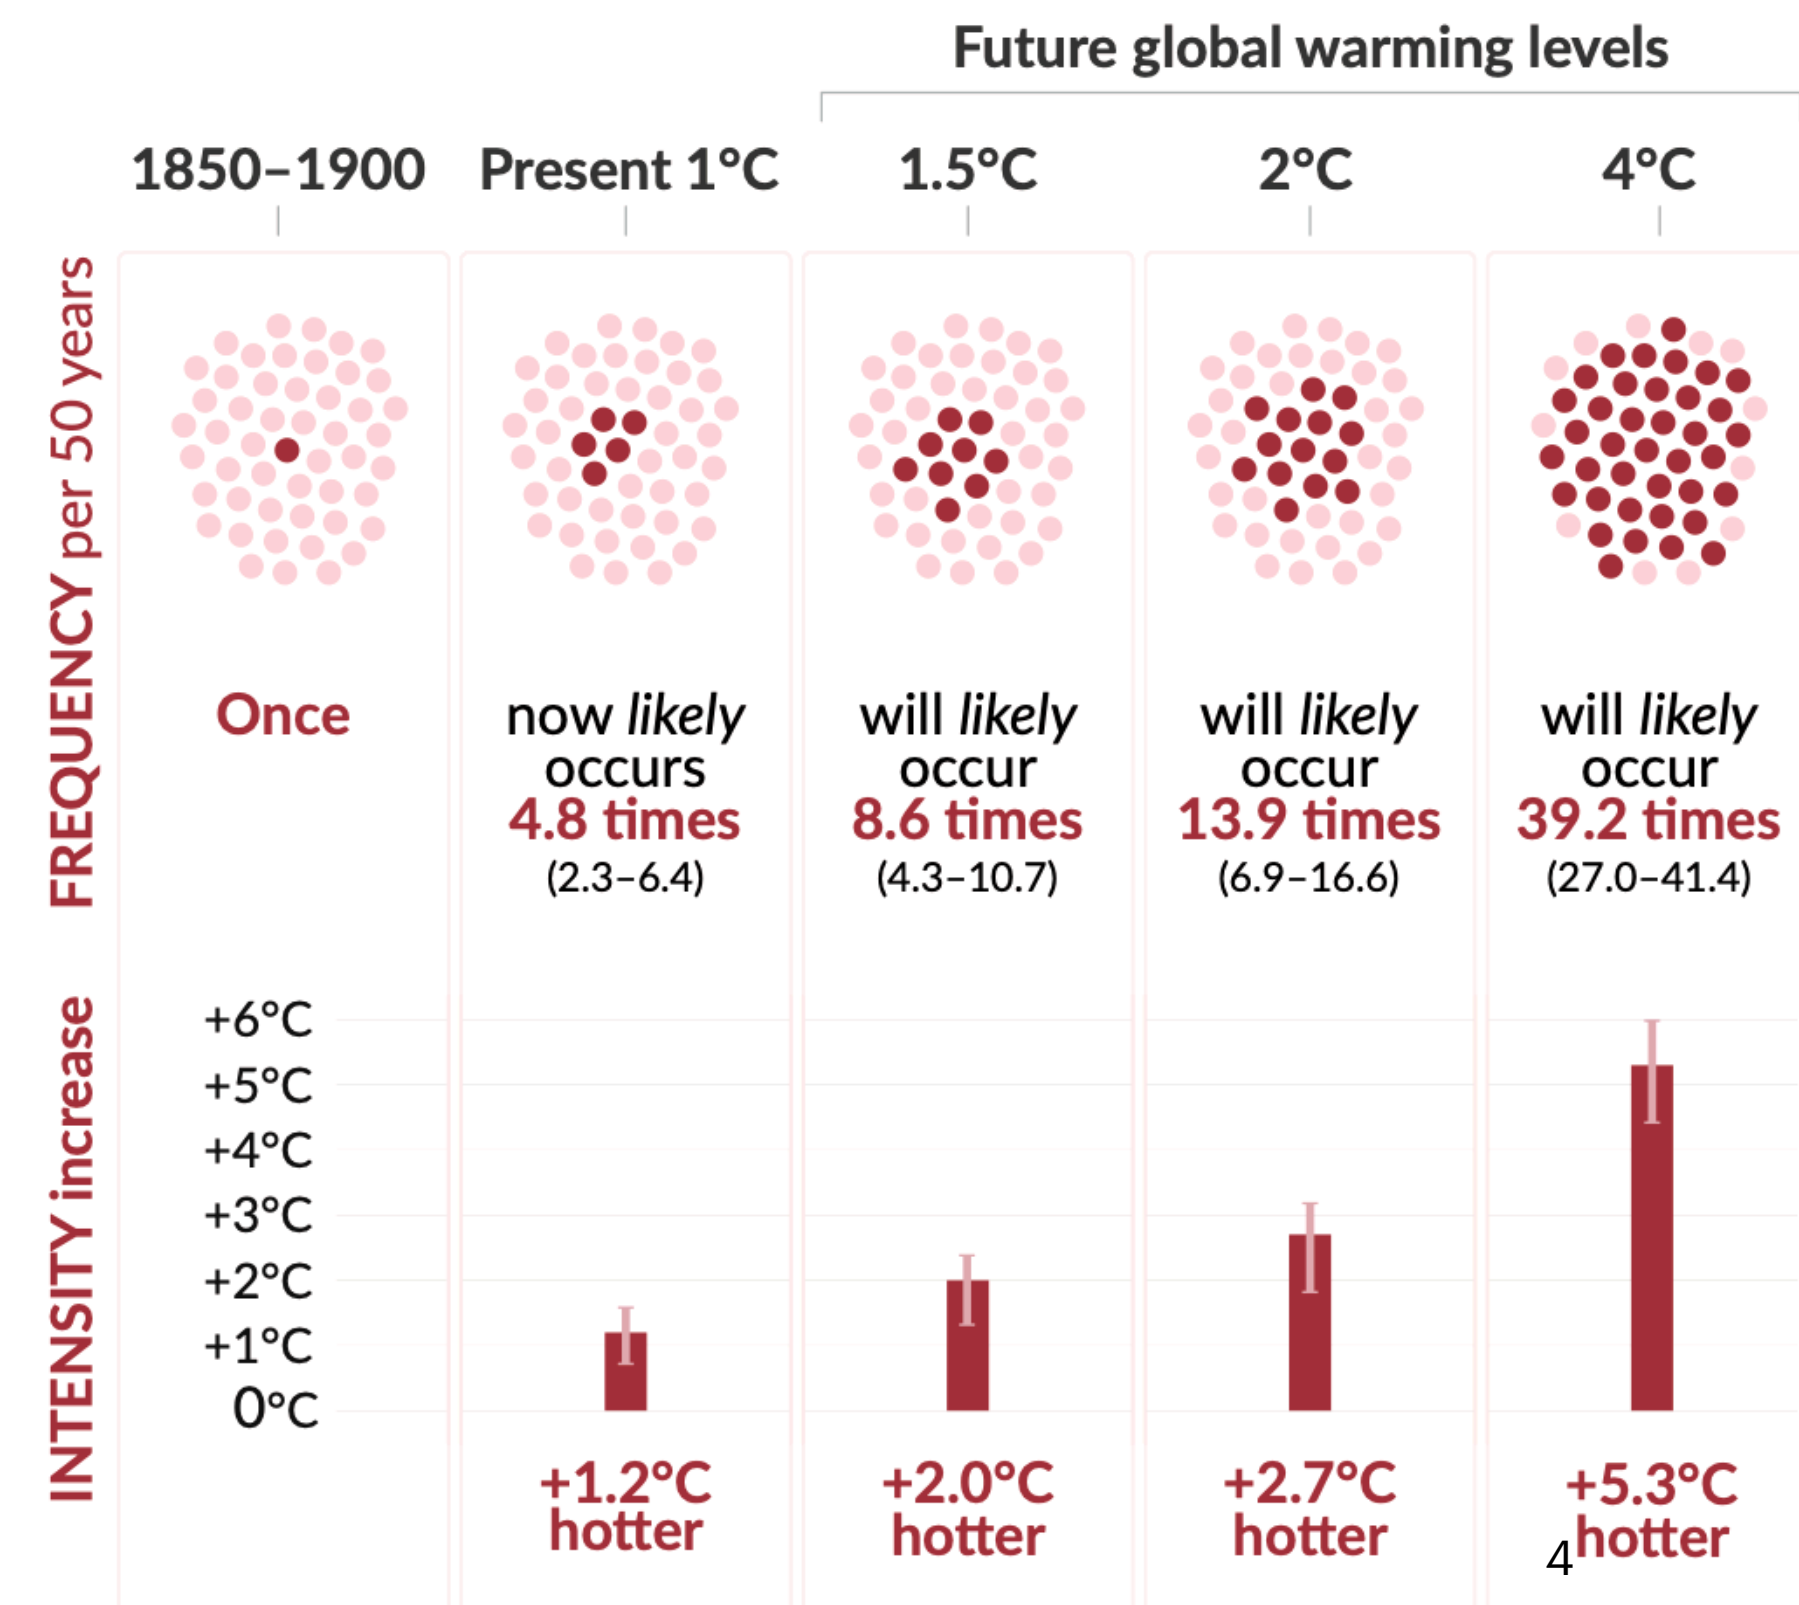 Future global warming levels
1850–1900
Present 1°C
1.5°C
2°C
4°C
FREQUENCY per 50 years
Once
now likely
occurs
4.8 times
(2.3–6.4)
will likely
occur
8.6 times
(4.3–10.7)
will likely
occur
13.9 times
(6.9–16.6)
will likely
occur
39.2 times
(27.0–41.4)
INTENSITY increase
+6°C
+5°C
+4°C
+3°C
+2°C
+1°C
0°C
+1.2°C
hotter
+2.0°C
hotter
+2.7°C
hotter
+5.3°C
hotter
4